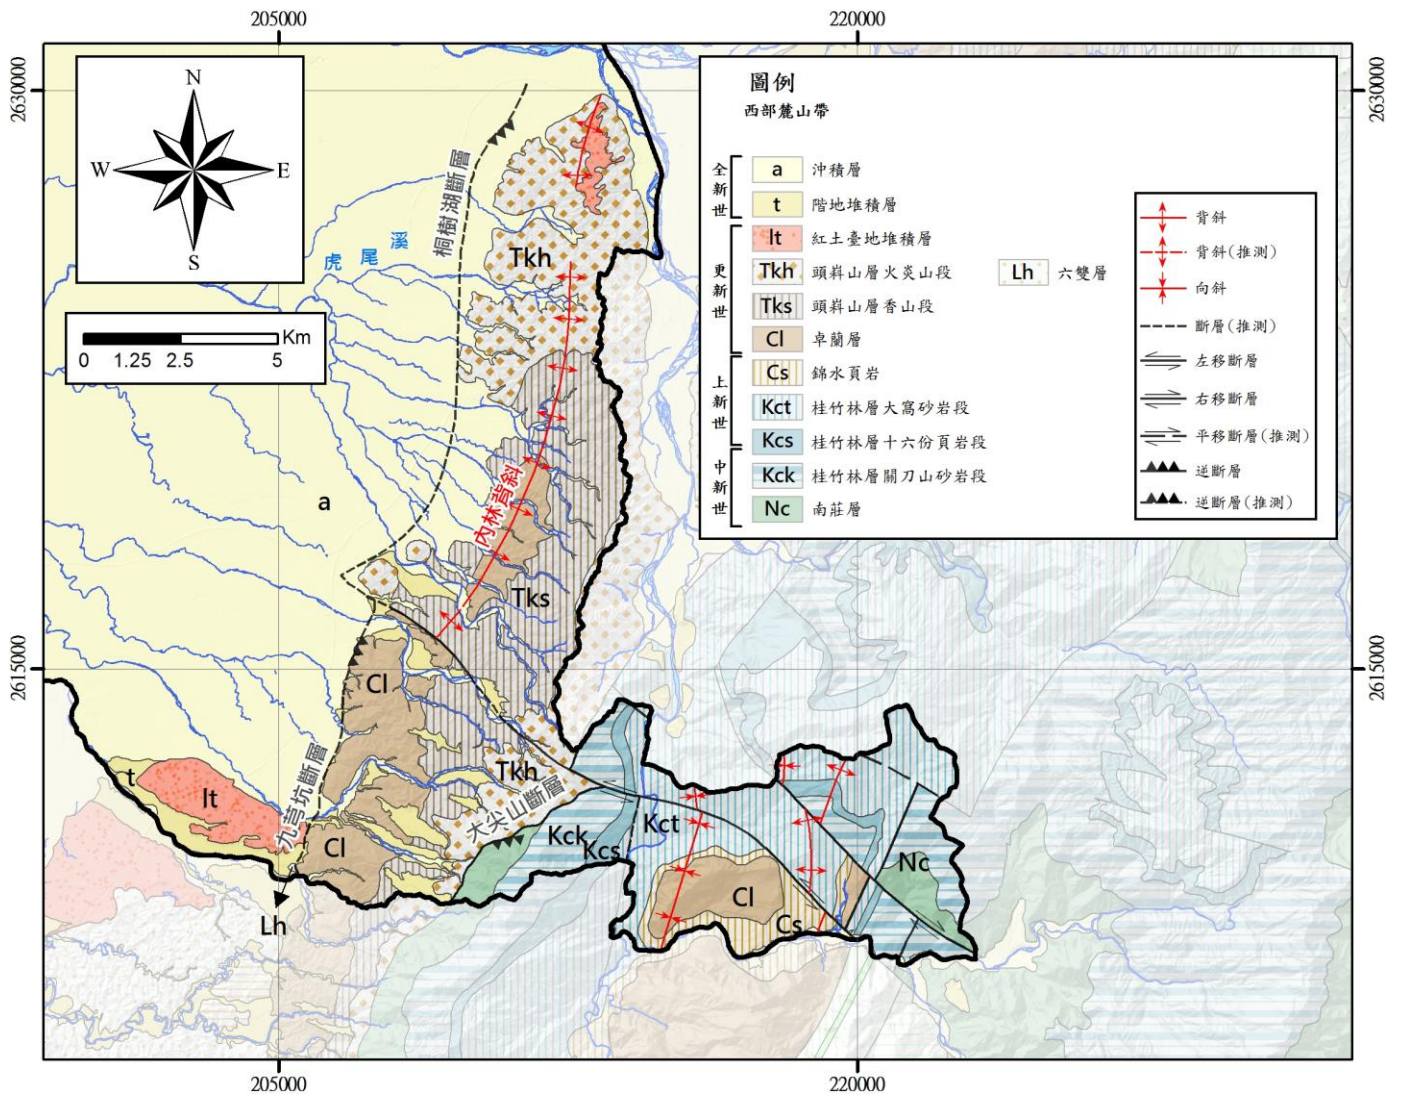 205000
220000
2630000
2630000
N
W
E
S
圖例
西部麓山帶
全新世
a 沖積層
t 階地堆積層
更新世
lt 紅土臺地堆積層
Tkh 頭嵙山層火炎山段
Lh 六雙層
Tks 頭嵙山層香山段
Cl 卓蘭層
上新世
Cs 錦水頁岩
Kct 桂竹林層大窩砂岩段
Kcs 桂竹林層十六份頁岩段
中新世
Kck 桂竹林層關刀山砂岩段
Nc 南莊層
背斜
背斜(推測)
向斜
斷層(推測)
左移斷層
右移斷層
平移斷層(推測)
逆斷層
逆斷層(推測)
桐樹湖斷層
虎尾溪
Tkh
Km
0 1.25 2.5 5
a
內林背斜
Tks
2615000
2615000
Cl
九芎坑斷層
t
lt
Tkh
大尖山斷層
Kck
Kcs
Kct
Cl
Nc
Cl
Cs
Lh
205000
220000